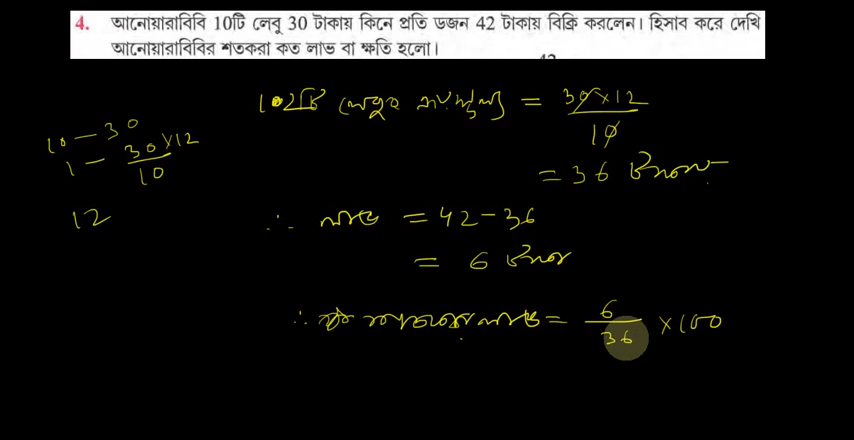 4. আনোয়ারাবিবি 10টি লেবু 30 টাকায় কিনে প্রতি ডজন 42 টাকায় বিক্রি করলেন। হিসাব করে দেখি
আনোয়ারাবিবির শতকরা কত লাভ বা ক্ষতি হলো।
12টি লেবুর ক্রয়মূল্য = 30×12
10
= 36 টাকা
10 — 30
1 — 30×12
10
12
∴ লাভ = 42 − 36
= 6 টাকা
∴ শতকরা লাভ = 6
36 × 100